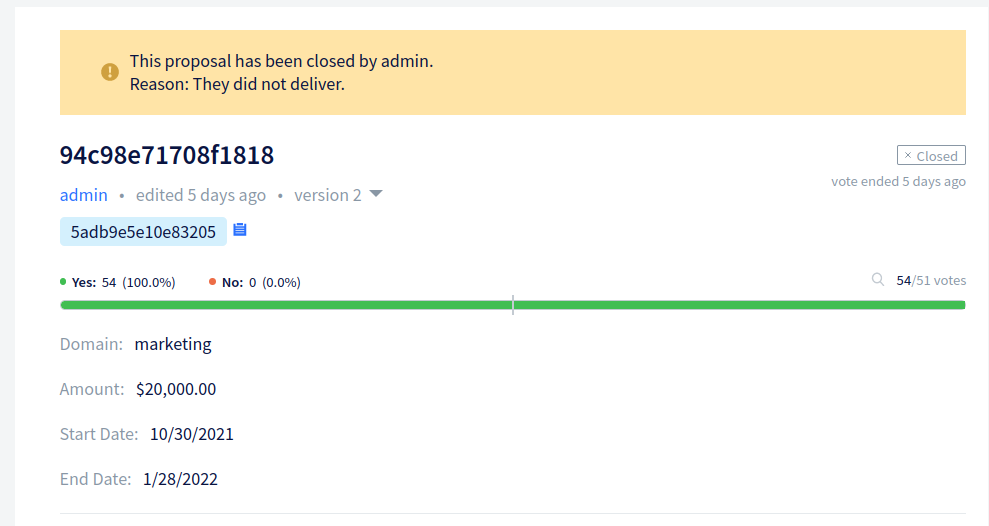 This proposal has been closed by admin.
Reason: They did not deliver.
94c98e71708f1818
Closed
admin • edited 5 days ago • version 2
vote ended 5 days ago
5adb9e5e10e83205
Yes: 54 (100.0%) No: 0 (0.0%)
54/51 votes
Domain: marketing
Amount: $20,000.00
Start Date: 10/30/2021
End Date: 1/28/2022